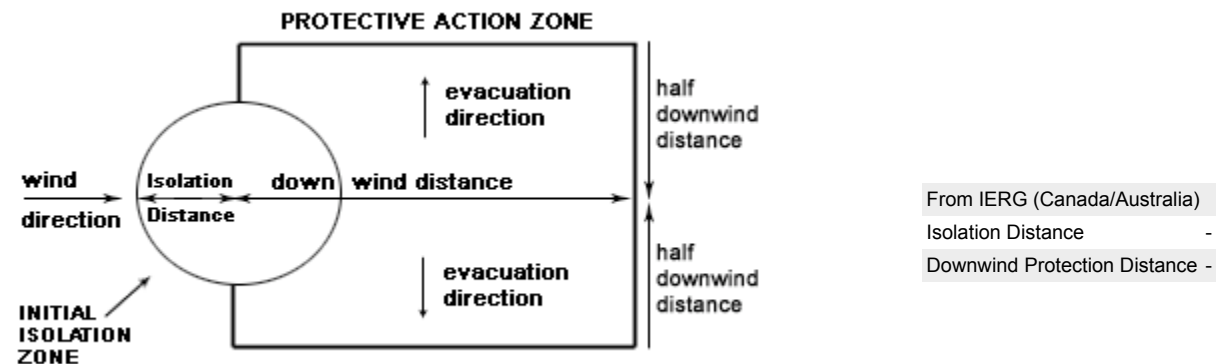 PROTECTIVE ACTION ZONE
evacuation
direction
half
downwind
distance
wind
direction
Isolation
Distance
down wind distance
evacuation
direction
half
downwind
distance
INITIAL
ISOLATION
ZONE
From IERG (Canada/Australia)
Isolation Distance -
Downwind Protection Distance -